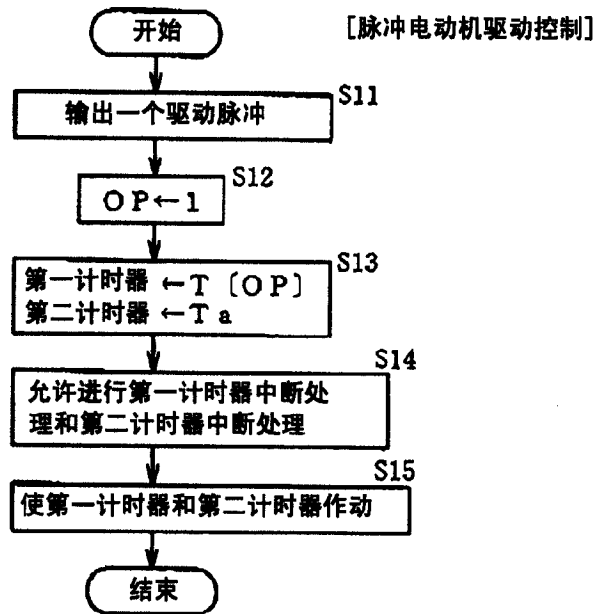 开始
[脉冲电动机驱动控制]
S11
输出一个驱动脉冲
S12
OP←1
S13
第一计时器 ←T〔OP〕
第二计时器 ←Ta
S14
允许进行第一计时器中断处
理和第二计时器中断处理
S15
使第一计时器和第二计时器作动
结束